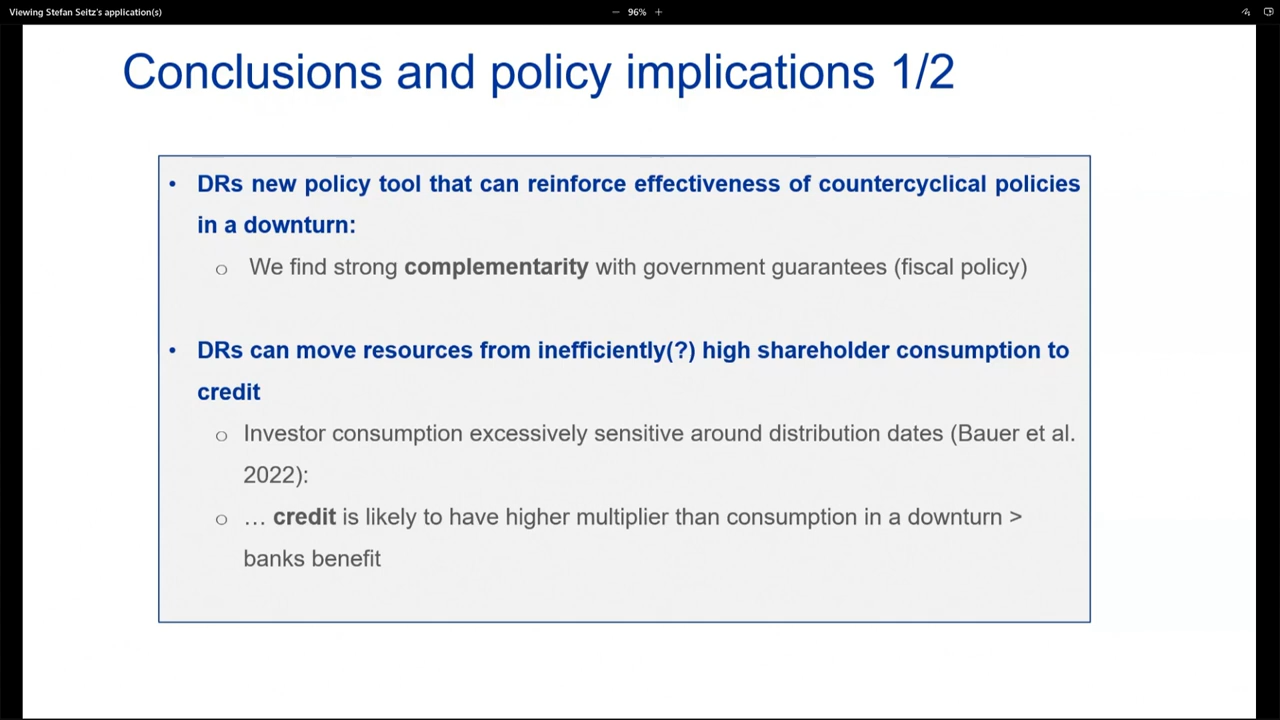 Viewing Stefan Seitz's application(s)
− 96% +
Conclusions and policy implications 1/2
• DRs new policy tool that can reinforce effectiveness of countercyclical policies
in a downturn:
o We find strong complementarity with government guarantees (fiscal policy)
• DRs can move resources from inefficiently(?) high shareholder consumption to
credit
o Investor consumption excessively sensitive around distribution dates (Bauer et al.
2022):
o … credit is likely to have higher multiplier than consumption in a downturn >
banks benefit